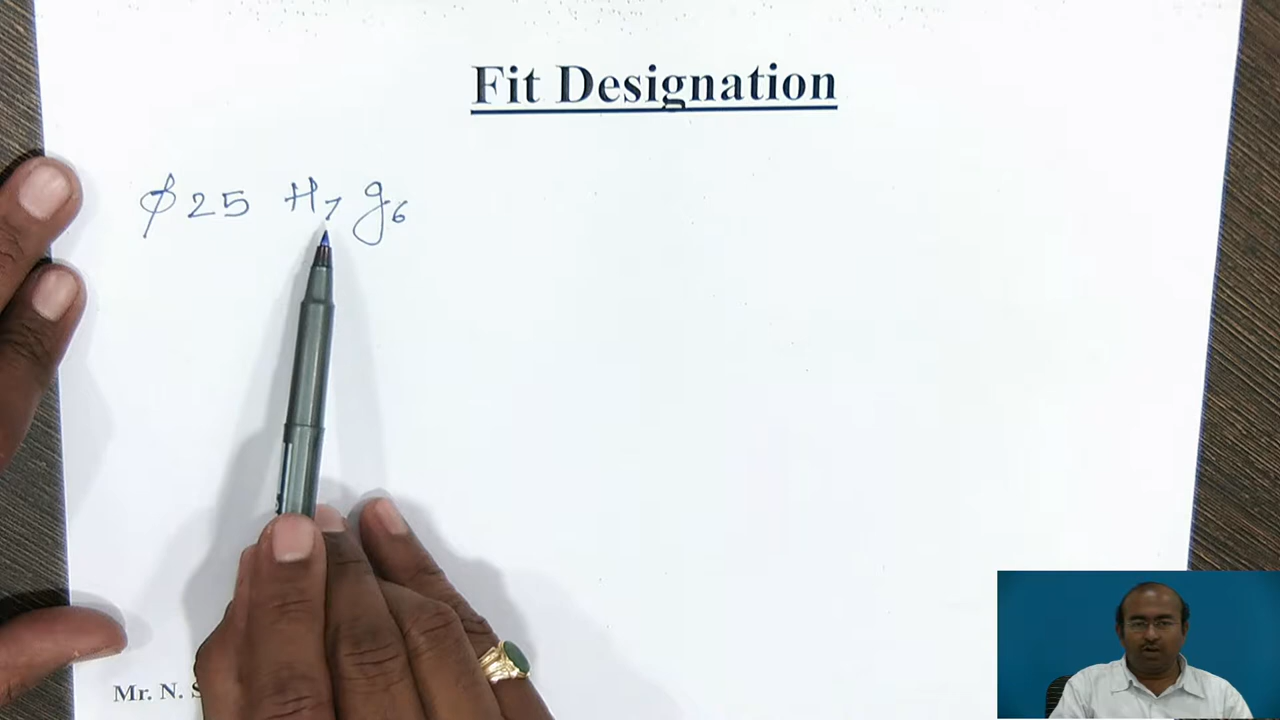 Fit Designation
ϕ25 H7 g6
Mr. N.